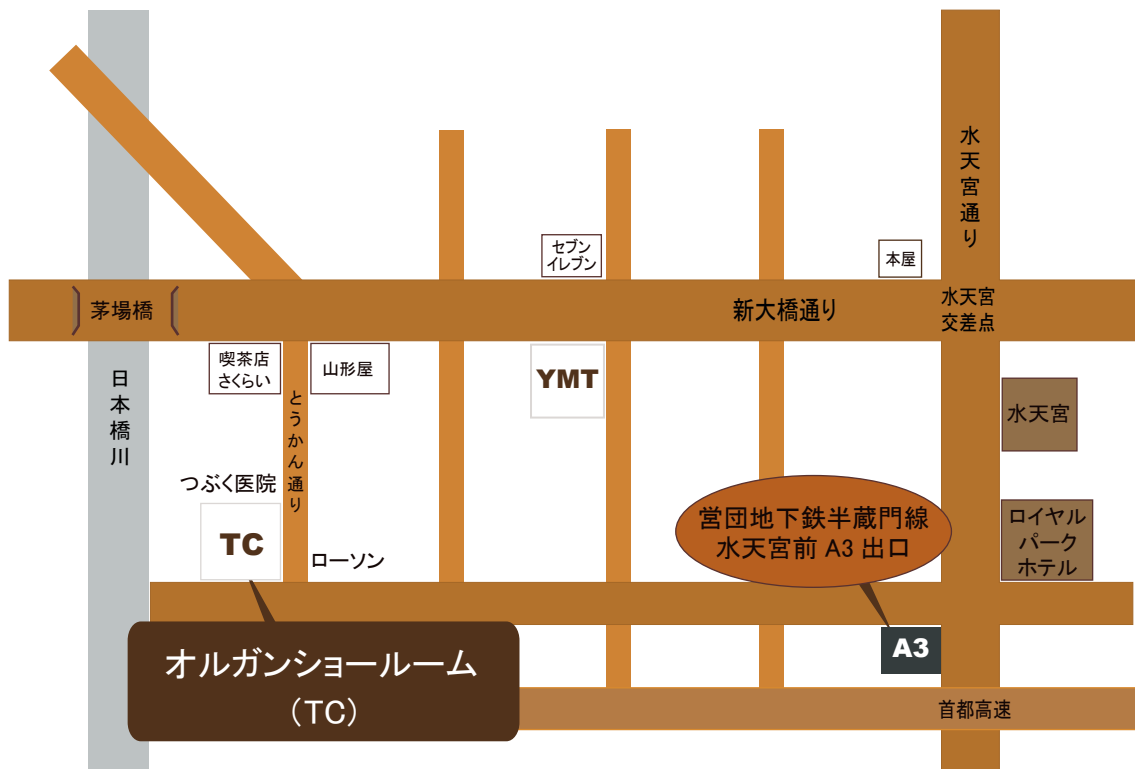 水天宮通り
セブン
イレブン
本屋
茅場橋
新大橋通り
水天宮
交差点
喫茶店
さくらい
山形屋
YMT
日本橋川
とうかん通り
水天宮
つぶく医院
TC
ローソン
営団地下鉄半蔵門線
水天宮前 A3 出口
ロイヤル
パーク
ホテル
A3
オルガンショールーム
(TC)
首都高速